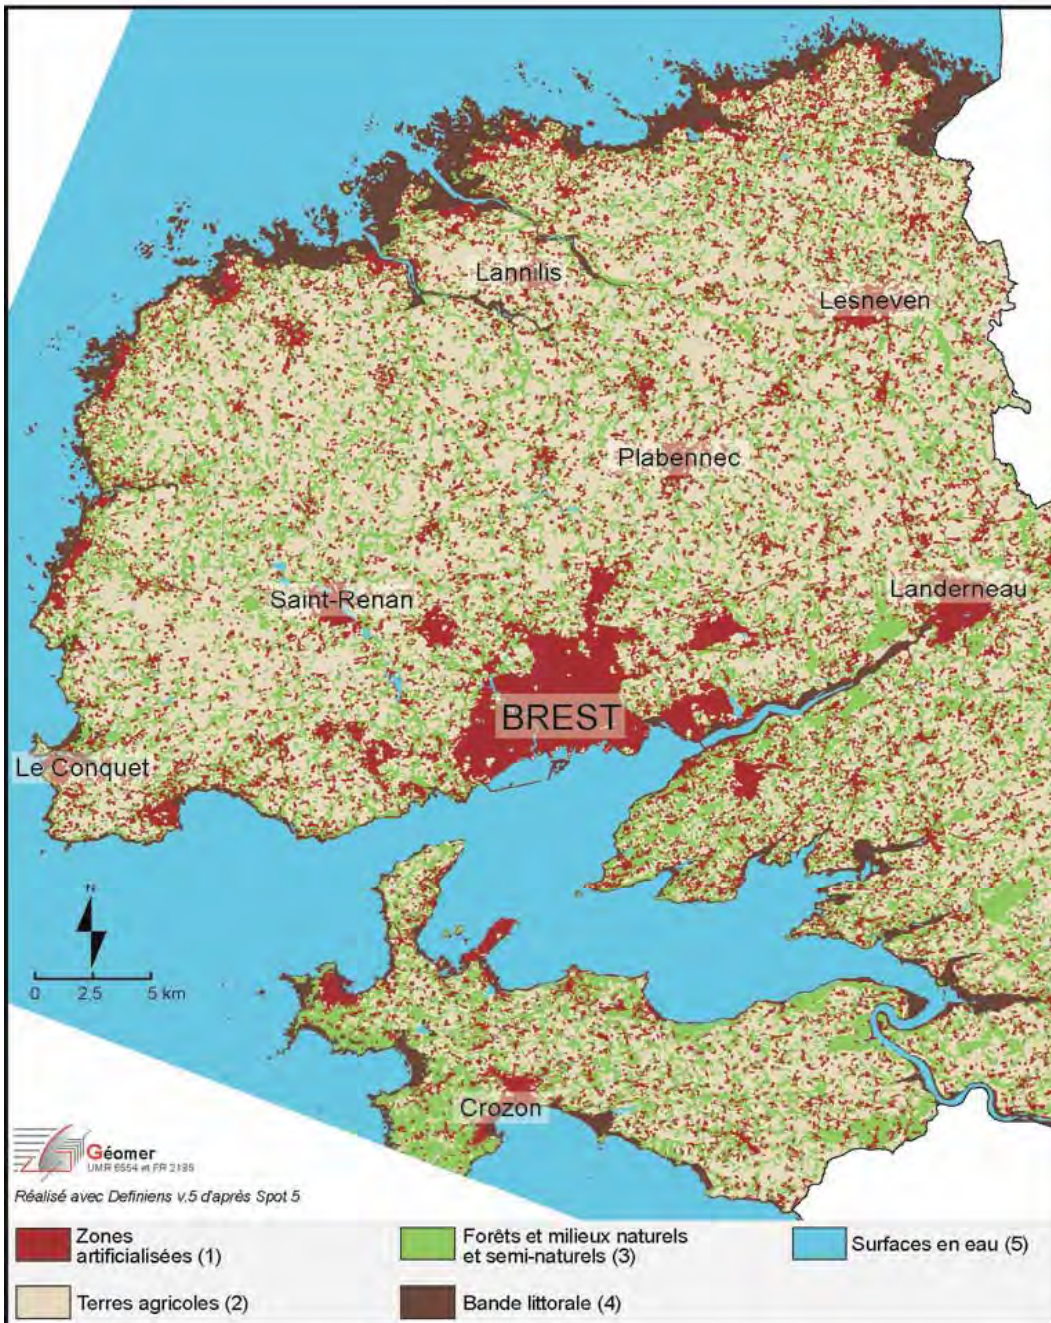 Lannilis
Lesneven
Plabennec
Landerneau
Saint-Renan
BREST
Le Conquet
N
0 2.5 5 km
Crozon
Géomer
UMR 6554 et FR 2195
Réalisé avec Definiens v.5 d'après Spot 5
Zones
artificialisées (1)
Forêts et milieux naturels
et semi-naturels (3)
Surfaces en eau (5)
Terres agricoles (2)
Bande littorale (4)